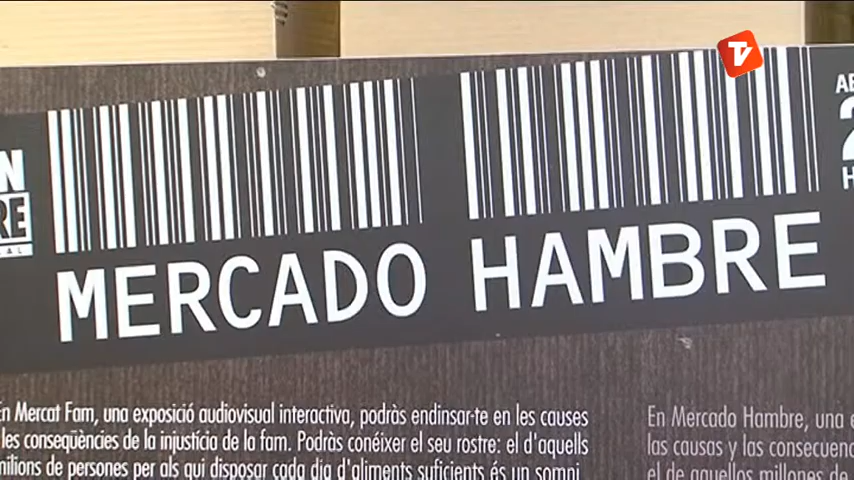 TV
MERCADO HAMBRE
En Mercat Fam, una exposició audiovisual interactiva, podràs endinsar-te en les causes
i les conseqüències de la injustícia de la fam. Podràs conéixer el seu rostre: el d'aquells
milions de persones per als qui disposar cada dia d'aliments suficients és un somni
En Mercado Hambre, una
las causas y las
el de aquellos millones de